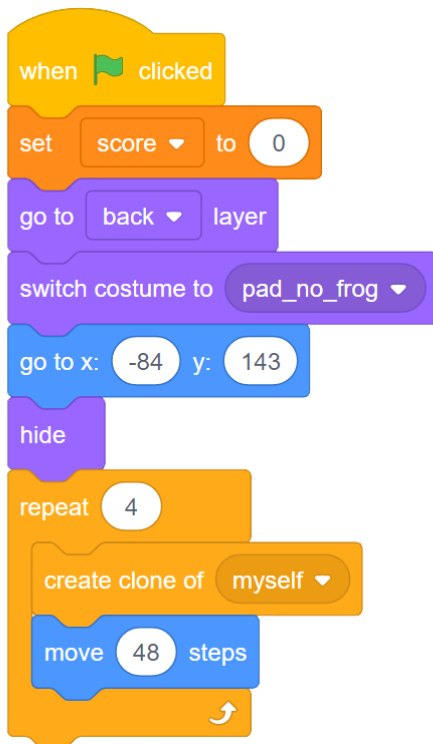 when clicked
set score to 0
go to back layer
switch costume to pad_no_frog
go to x: -84 y: 143
hide
repeat 4
create clone of myself
move 48 steps